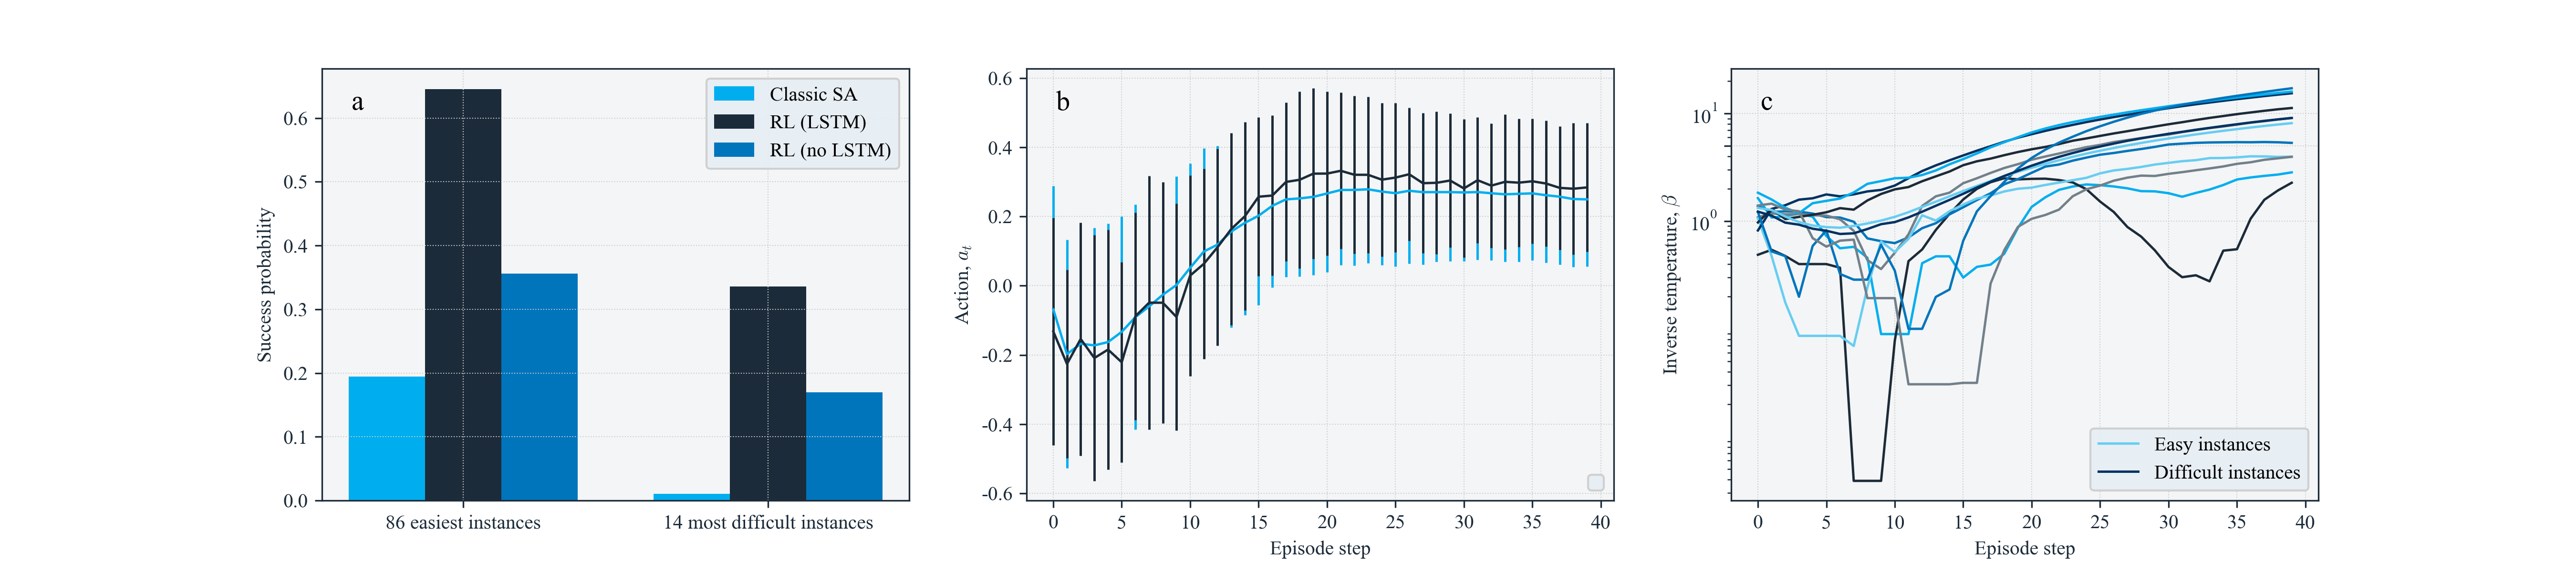 a
Classic SA
RL (LSTM)
RL (no LSTM)
Success probability
0.6
0.5
0.4
0.3
0.2
0.1
0.0
86 easiest instances
14 most difficult instances
b
Action, a_t
0.6
0.4
0.2
0.0
-0.2
-0.4
-0.6
0 5 10 15 20 25 30 35 40
Episode step
c
Inverse temperature, β
10^1
10^0
Easy instances
Difficult instances
0 5 10 15 20 25 30 35 40
Episode step